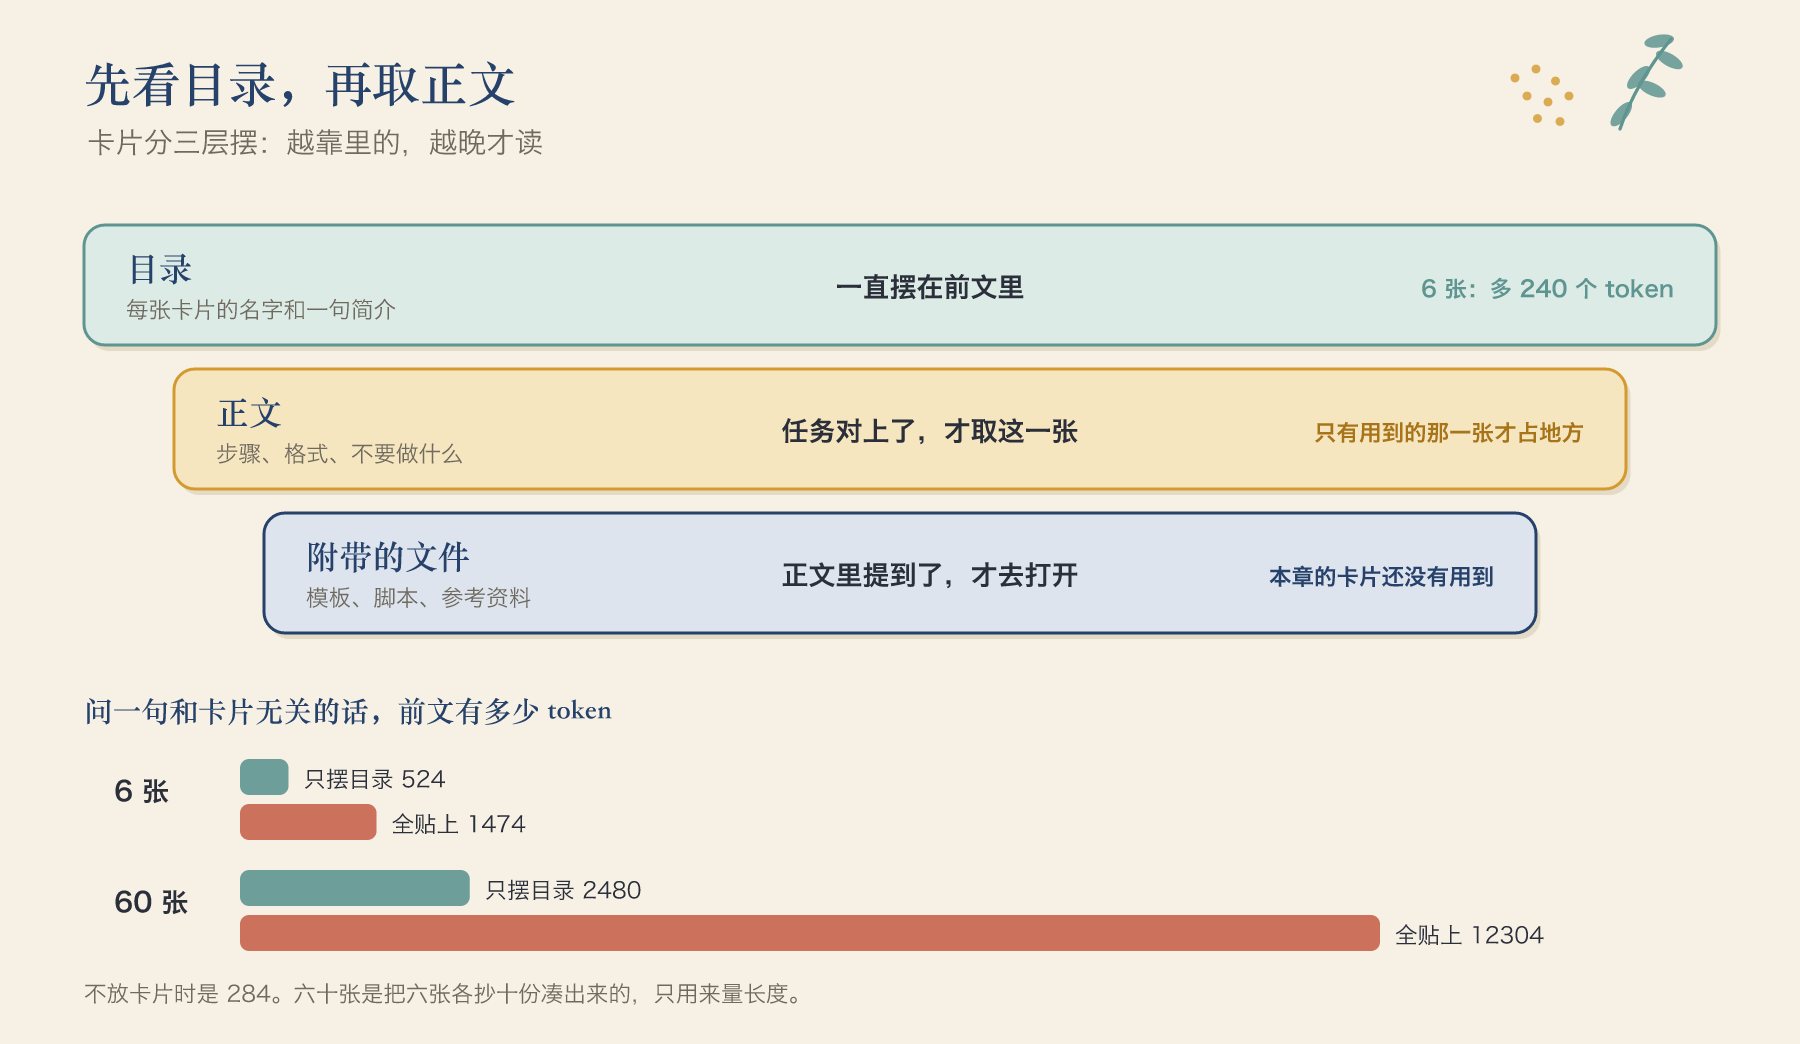 先看目录，再取正文
卡片分三层摆：越靠里的，越晚才读
目录
每张卡片的名字和一句简介
一直摆在前文里
6 张：多 240 个 token
正文
步骤、格式、不要做什么
任务对上了，才取这一张
只有用到的那一张才占地方
附带的文件
模板、脚本、参考资料
正文里提到了，才去打开
本章的卡片还没有用到
问一句和卡片无关的话，前文有多少 token
6 张
只摆目录 524
全贴上 1474
60 张
只摆目录 2480
全贴上 12304
不放卡片时是 284。六十张是把六张各抄十份凑出来的，只用来量长度。